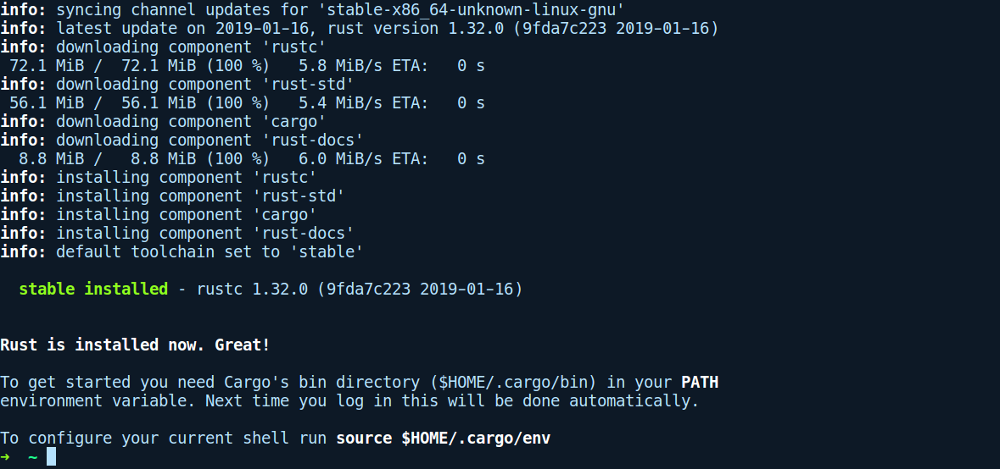 info: syncing channel updates for 'stable-x86_64-unknown-linux-gnu'
info: latest update on 2019-01-16, rust version 1.32.0 (9fda7c223 2019-01-16)
info: downloading component 'rustc'
 72.1 MiB /  72.1 MiB (100 %)   5.8 MiB/s ETA:   0 s
info: downloading component 'rust-std'
 56.1 MiB /  56.1 MiB (100 %)   5.4 MiB/s ETA:   0 s
info: downloading component 'cargo'
info: downloading component 'rust-docs'
  8.8 MiB /   8.8 MiB (100 %)   6.0 MiB/s ETA:   0 s
info: installing component 'rustc'
info: installing component 'rust-std'
info: installing component 'cargo'
info: installing component 'rust-docs'
info: default toolchain set to 'stable'
  stable installed - rustc 1.32.0 (9fda7c223 2019-01-16)
Rust is installed now. Great!
To get started you need Cargo's bin directory ($HOME/.cargo/bin) in your PATH
environment variable. Next time you log in this will be done automatically.
To configure your current shell run source $HOME/.cargo/env
➜  ~